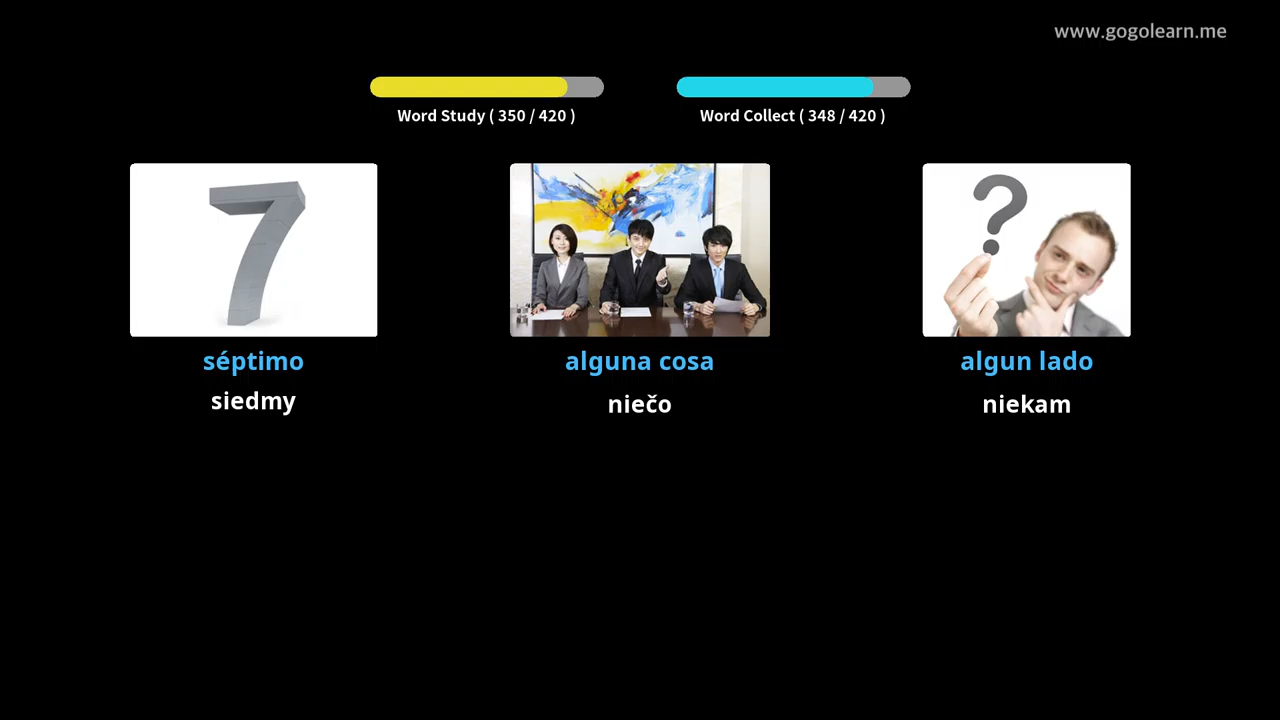 www.gogolearn.me
Word Study ( 350 / 420 )
Word Collect ( 348 / 420 )
7
?
séptimo
alguna cosa
algun lado
siedmy
niečo
niekam